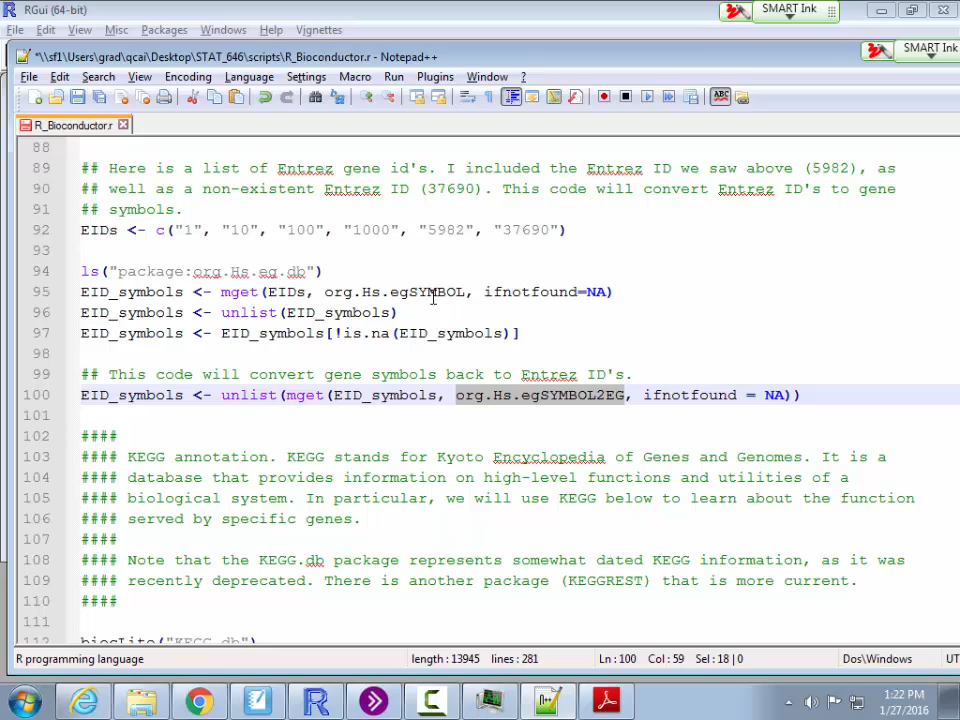 RGui (64-bit)
SMART Ink
File Edit View Misc Packages Windows Help Vignettes
*\\sf1\Users\grad\qcai\Desktop\STAT_646\scripts\R_Bioconductor.r - Notepad++
SMART Ink
File Edit Search View Encoding Language Settings Macro Run Plugins Window ?
R_Bioconductor.r
88
89 ## Here is a list of Entrez gene id's. I included the Entrez ID we saw above (5982), as
90 ## well as a non-existent Entrez ID (37690). This code will convert Entrez ID's to gene
91 ## symbols.
92 EIDs <- c("1", "10", "100", "1000", "5982", "37690")
93
94 ls("package:org.Hs.eg.db")
95 EID_symbols <- mget(EIDs, org.Hs.egSYMBOL, ifnotfound=NA)
96 EID_symbols <- unlist(EID_symbols)
97 EID_symbols <- EID_symbols[!is.na(EID_symbols)]
98
99 ## This code will convert gene symbols back to Entrez ID's.
100 EID_symbols <- unlist(mget(EID_symbols, org.Hs.egSYMBOL2EG, ifnotfound = NA))
101
102 ####
103 #### KEGG annotation. KEGG stands for Kyoto Encyclopedia of Genes and Genomes. It is a
104 #### database that provides information on high-level functions and utilities of a
105 #### biological system. In particular, we will use KEGG below to learn about the function
106 #### served by specific genes.
107 ####
108 #### Note that the KEGG.db package represents somewhat dated KEGG information, as it was
109 #### recently deprecated. There is another package (KEGGREST) that is more current.
110 ####
111
112 biocLite("KEGG.db")
R programming language length : 13945 lines : 281 Ln : 100 Col : 59 Sel : 18 | 0 Dos\Windows UT
1:22 PM
1/27/2016